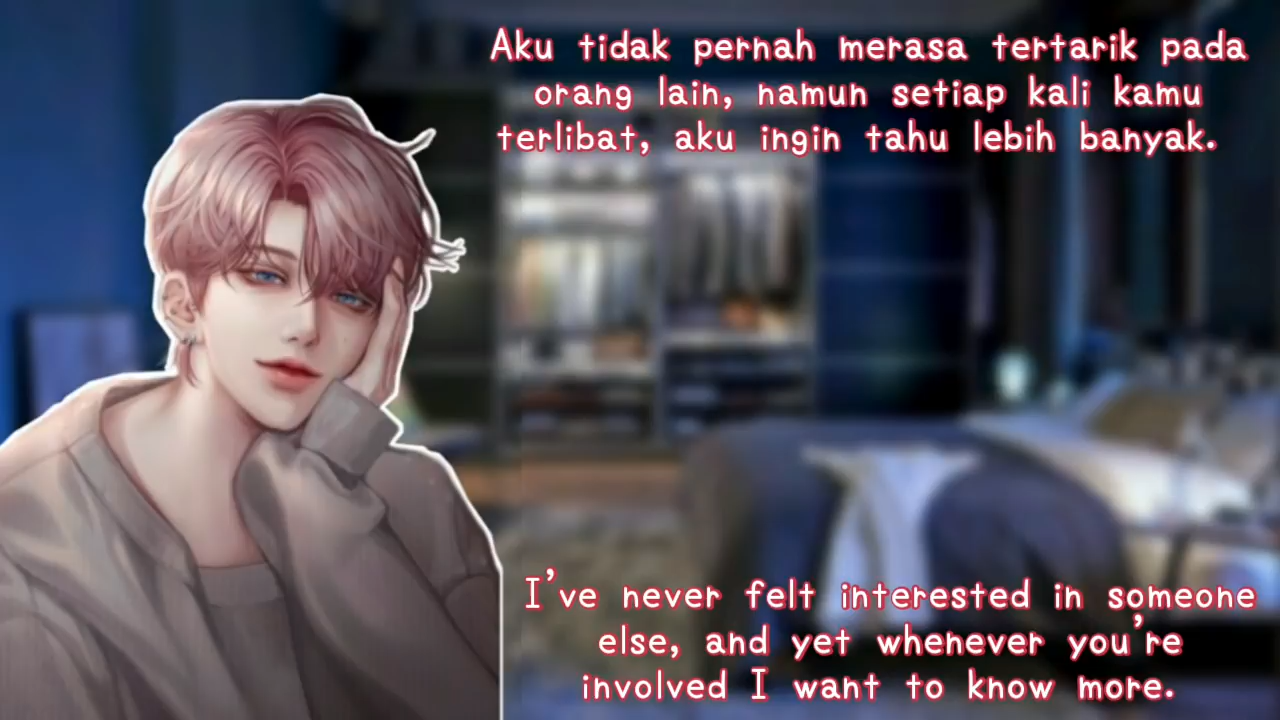 Aku tidak pernah merasa tertarik pada
orang lain, namun setiap kali kamu
terlibat, aku ingin tahu lebih banyak.
I've never felt interested in someone
else, and yet whenever you're
involved I want to know more.